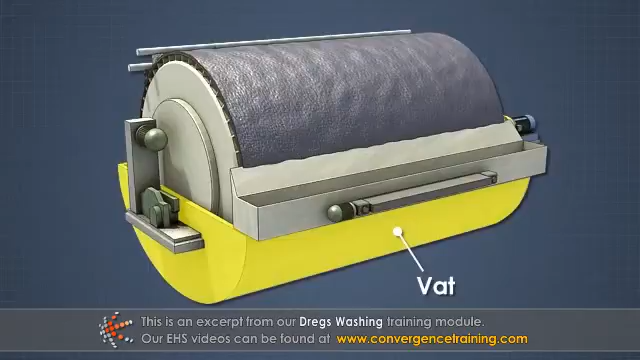 Vat
This is an excerpt from our Dregs Washing training module.
Our EHS videos can be found at www.convergencetraining.com